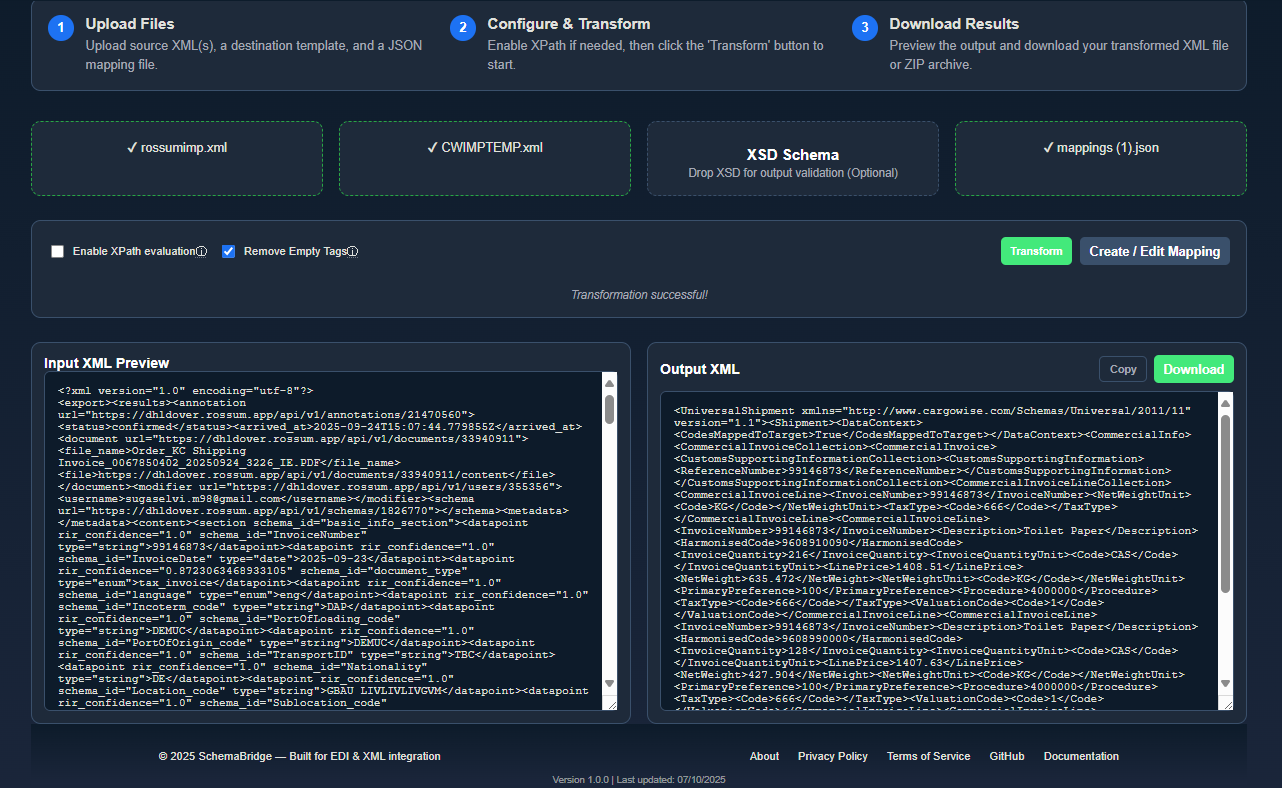 1
Upload Files
Upload source XML(s), a destination template, and a JSON
mapping file.
2
Configure & Transform
Enable XPath if needed, then click the 'Transform' button to
start.
3
Download Results
Preview the output and download your transformed XML file
or ZIP archive.
✓ rossumimp.xml
✓ CWIMPTEMP.xml
XSD Schema
Drop XSD for output validation (Optional)
✓ mappings (1).json
Enable XPath evaluationⓘ
Remove Empty Tagsⓘ
Transform
Create / Edit Mapping
Transformation successful!
Input XML Preview
<?xml version="1.0" encoding="utf-8"?>
<export><results><annotation
url="https://dhldover.rossum.app/api/v1/annotations/21470560">
<status>confirmed</status><arrived_at>2025-09-24T15:07:44.779855Z</arrived_at>
<document url="https://dhldover.rossum.app/api/v1/documents/33940911">
<file_name>Order_KC Shipping
Invoice_0067850402_20250924_3226_IE.PDF</file_name>
<file>https://dhldover.rossum.app/api/v1/documents/33940911/content</file>
</document><modifier url="https://dhldover.rossum.app/api/v1/users/355356">
<username>sugaselvi.m98@gmail.com</username></modifier><schema
url="https://dhldover.rossum.app/api/v1/schemas/1826770"></schema><metadata>
</metadata><content><section schema_id="basic_info_section"><datapoint
rir_confidence="1.0" schema_id="InvoiceNumber"
type="string">99146873</datapoint><datapoint rir_confidence="1.0"
schema_id="InvoiceDate" type="date">2025-09-23</datapoint><datapoint
rir_confidence="0.8723063468933105" schema_id="document_type"
type="enum">tax_invoice</datapoint><datapoint rir_confidence="1.0"
schema_id="language" type="enum">eng</datapoint><datapoint rir_confidence="1.0"
schema_id="Incoterm_code" type="string">DAP</datapoint><datapoint
rir_confidence="1.0" schema_id="PortOfLoading_code"
type="string">DEMUC</datapoint><datapoint rir_confidence="1.0"
schema_id="PortOfOrigin_code" type="string">DEMUC</datapoint><datapoint
rir_confidence="1.0" schema_id="TransportID" type="string">TBC</datapoint>
<datapoint rir_confidence="1.0" schema_id="Nationality"
type="string">DE</datapoint><datapoint rir_confidence="1.0"
schema_id="Location_code" type="string">GBAU LIVLIVLIVGVM</datapoint><datapoint
rir_confidence="1.0" schema_id="Sublocation_code"
Output XML
Copy
Download
<UniversalShipment xmlns="http://www.cargowise.com/Schemas/Universal/2011/11"
version="1.1"><Shipment><DataContext>
<CodesMappedToTarget>True</CodesMappedToTarget></DataContext><CommercialInfo>
<CommercialInvoiceCollection><CommercialInvoice>
<CustomsSupportingInformationCollection><CustomsSupportingInformation>
<ReferenceNumber>99146873</ReferenceNumber></CustomsSupportingInformation>
</CustomsSupportingInformationCollection><CommercialInvoiceLineCollection>
<CommercialInvoiceLine><InvoiceNumber>99146873</InvoiceNumber><NetWeightUnit>
<Code>KG</Code></NetWeightUnit><TaxType><Code>666</Code></TaxType>
</CommercialInvoiceLine><CommercialInvoiceLine>
<InvoiceNumber>99146873</InvoiceNumber><Description>Toilet Paper</Description>
<HarmonisedCode>9608910090</HarmonisedCode>
<InvoiceQuantity>216</InvoiceQuantity><InvoiceQuantityUnit><Code>CAS</Code>
</InvoiceQuantityUnit><LinePrice>1408.51</LinePrice>
<NetWeight>635.472</NetWeight><NetWeightUnit><Code>KG</Code></NetWeightUnit>
<PrimaryPreference>100</PrimaryPreference><Procedure>4000000</Procedure>
<TaxType><Code>666</Code></TaxType><ValuationCode><Code>1</Code>
</ValuationCode></CommercialInvoiceLine><CommercialInvoiceLine>
<InvoiceNumber>99146873</InvoiceNumber><Description>Toilet Paper</Description>
<HarmonisedCode>9608990000</HarmonisedCode>
<InvoiceQuantity>128</InvoiceQuantity><InvoiceQuantityUnit><Code>CAS</Code>
</InvoiceQuantityUnit><LinePrice>1407.63</LinePrice>
<NetWeight>427.904</NetWeight><NetWeightUnit><Code>KG</Code></NetWeightUnit>
<PrimaryPreference>100</PrimaryPreference><Procedure>4000000</Procedure>
<TaxType><Code>666</Code></TaxType><ValuationCode><Code>1</Code>
</ValuationCode></CommercialInvoiceLine><CommercialInvoiceLine>
© 2025 SchemaBridge — Built for EDI & XML integration
About
Privacy Policy
Terms of Service
GitHub
Documentation
Version 1.0.0 | Last updated: 07/10/2025